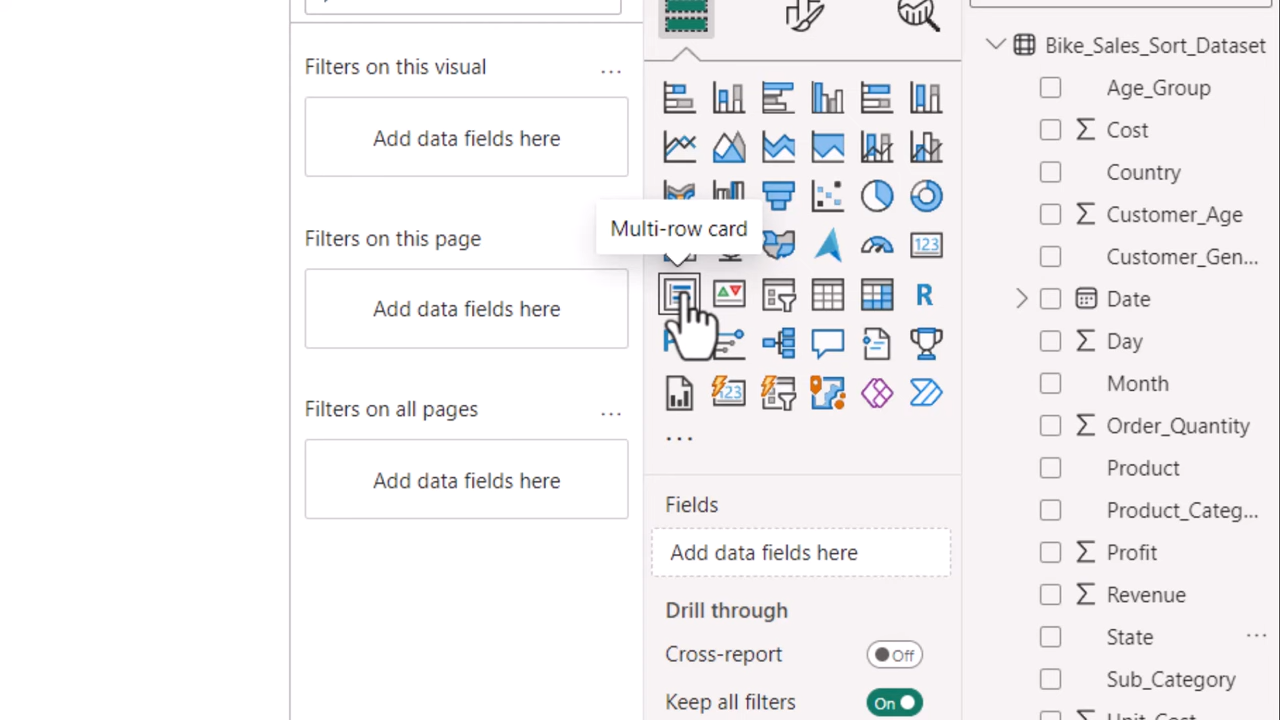 Filters on this visual
...
Add data fields here
Filters on this page
Add data fields here
Filters on all pages
...
Add data fields here
Multi-row card
123
R
123
...
Fields
Add data fields here
Drill through
Cross-report
Off
Keep all filters
On
Bike_Sales_Sort_Dataset
Age_Group
Σ Cost
Country
Σ Customer_Age
Customer_Gen...
Date
Σ Day
Month
Σ Order_Quantity
Product
Product_Categ...
Σ Profit
Σ Revenue
State
...
Sub_Category
Unit_Cost